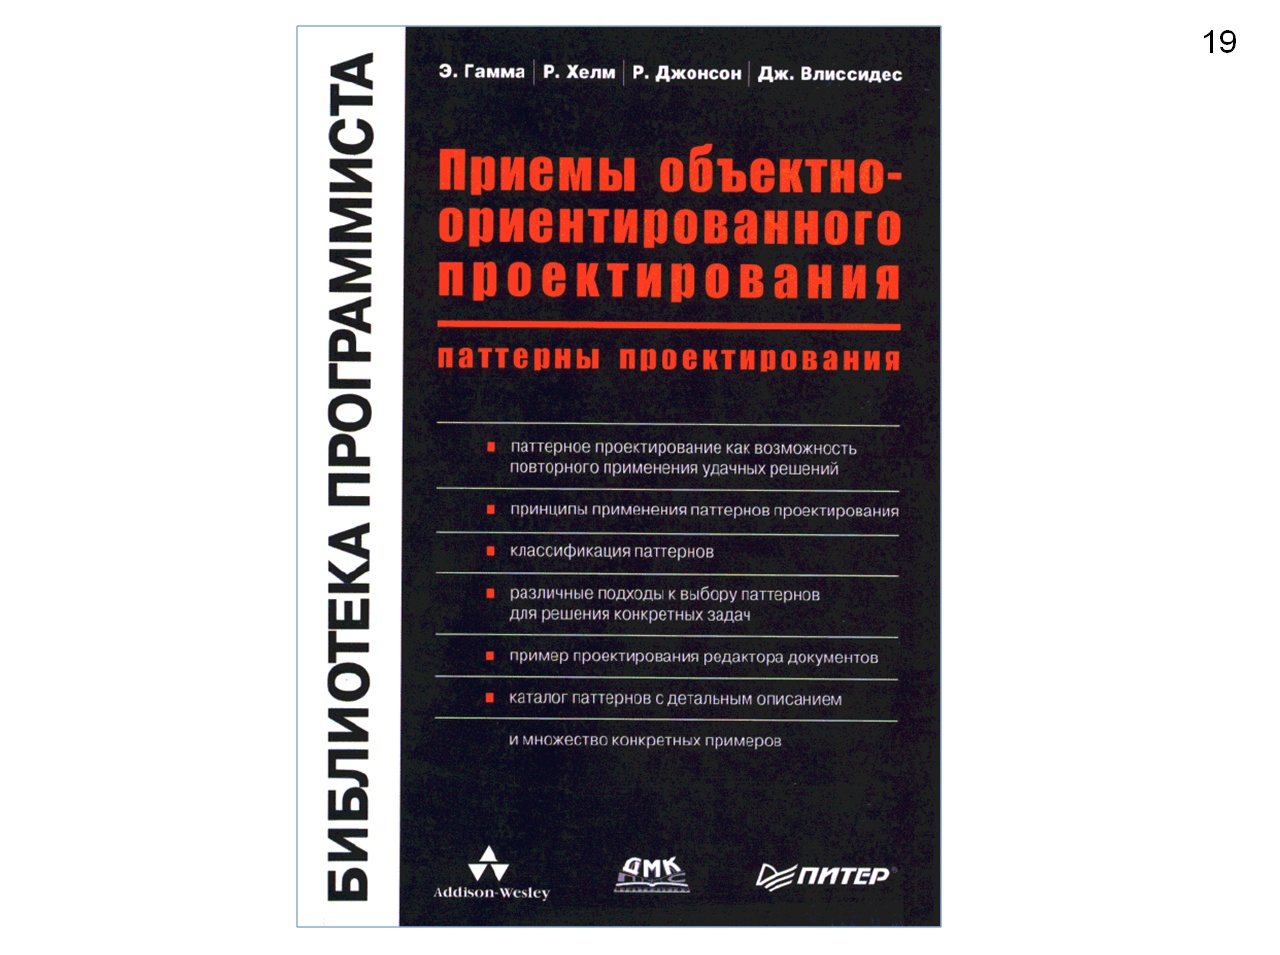 19
БИБЛИОТЕКА ПРОГРАММИСТА
Э. Гамма | Р. Хелм | Р. Джонсон | Дж. Влиссидес
Приемы объектно-
ориентированного
проектирования
паттерны проектирования
паттерное проектирование как возможность
повторного применения удачных решений
принципы применения паттернов проектирования
классификация паттернов
различные подходы к выбору паттернов
для решения конкретных задач
пример проектирования редактора документов
каталог паттернов с детальным описанием
и множество конкретных примеров
Addison-Wesley
ДМК
ПИТЕР®